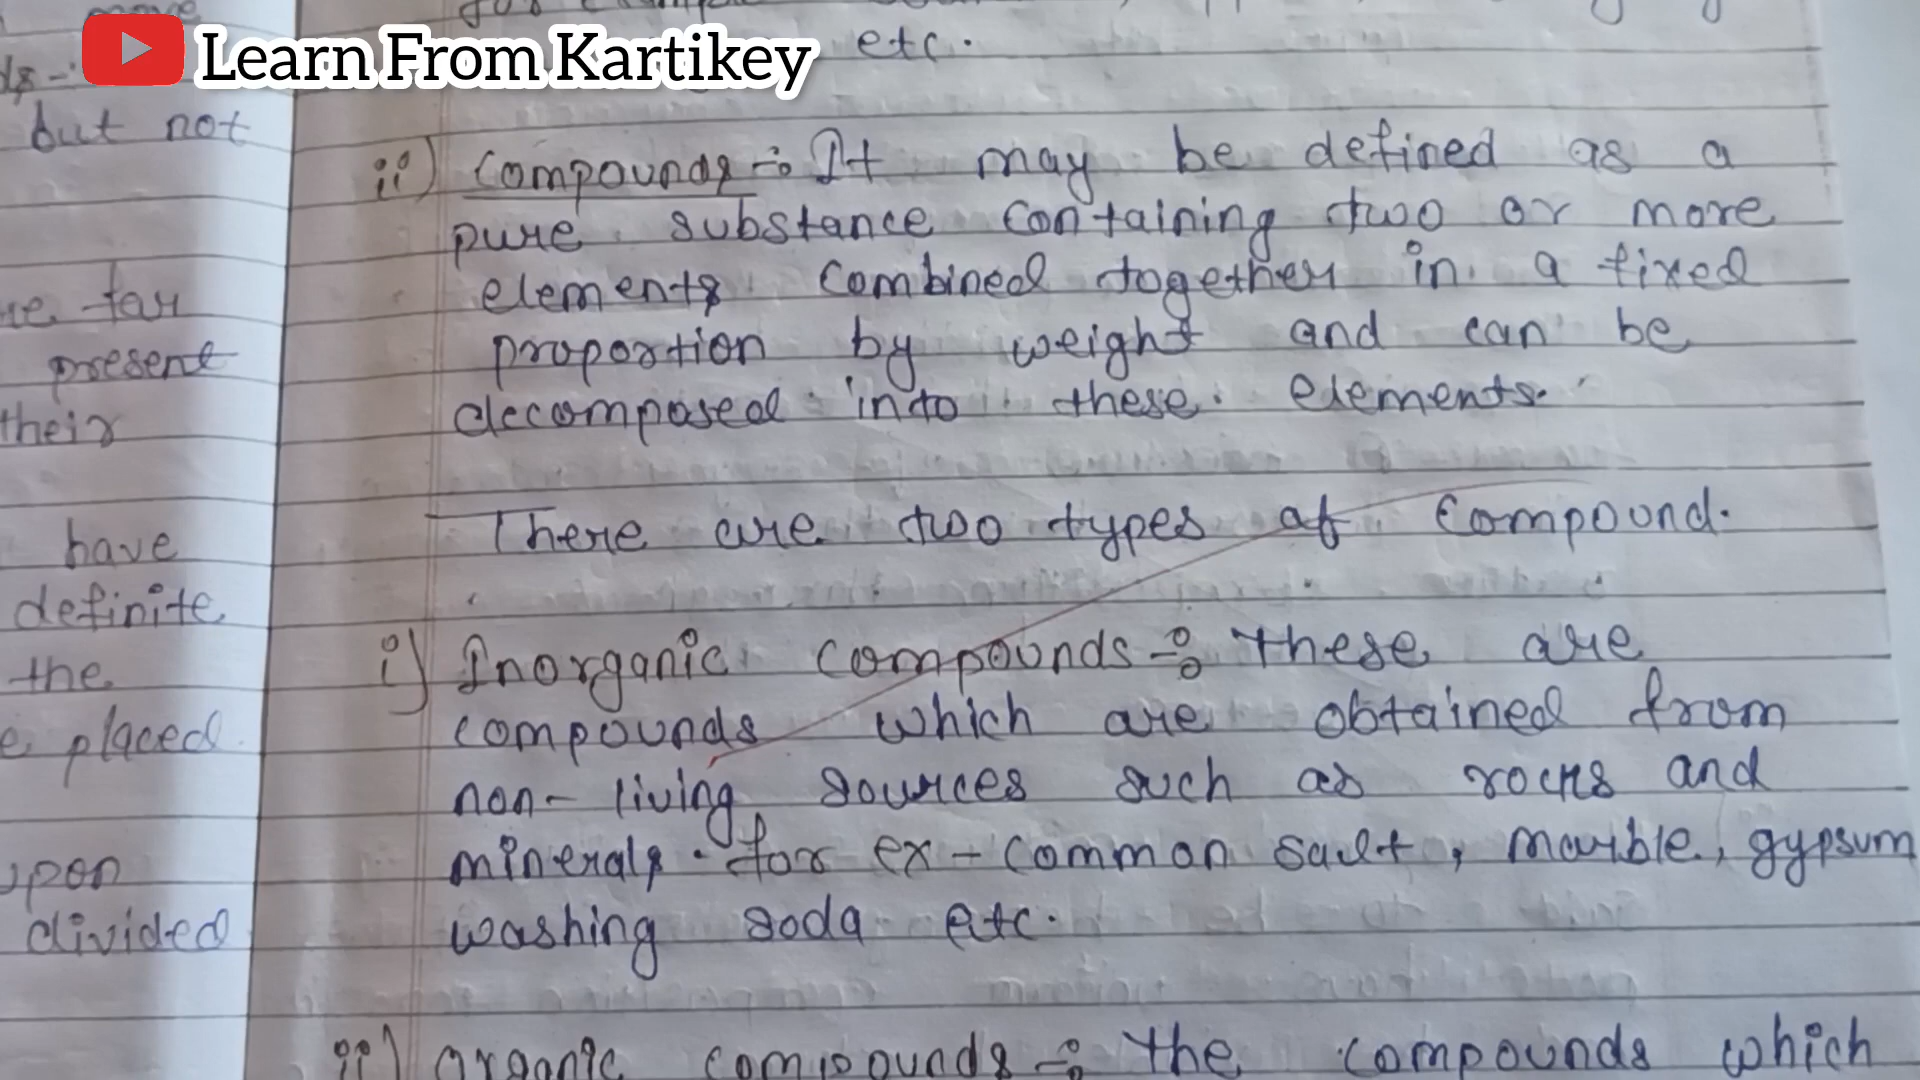 Learn From Kartikey
etc.
but not
ii) Compounds :- It may be defined as a
pure substance containing two or more
elements combined together in a fixed
proportion by weight and can be
decomposed into these elements.
There are two types of Compound.
i) Inorganic compounds :- these are
compounds which are obtained from
non-living sources such as rocks and
minerals. for ex - common salt, marble, gypsum
washing soda etc.
ii) organic compounds :- the compounds which
present
their
have
definite
the
placed
upon
divided